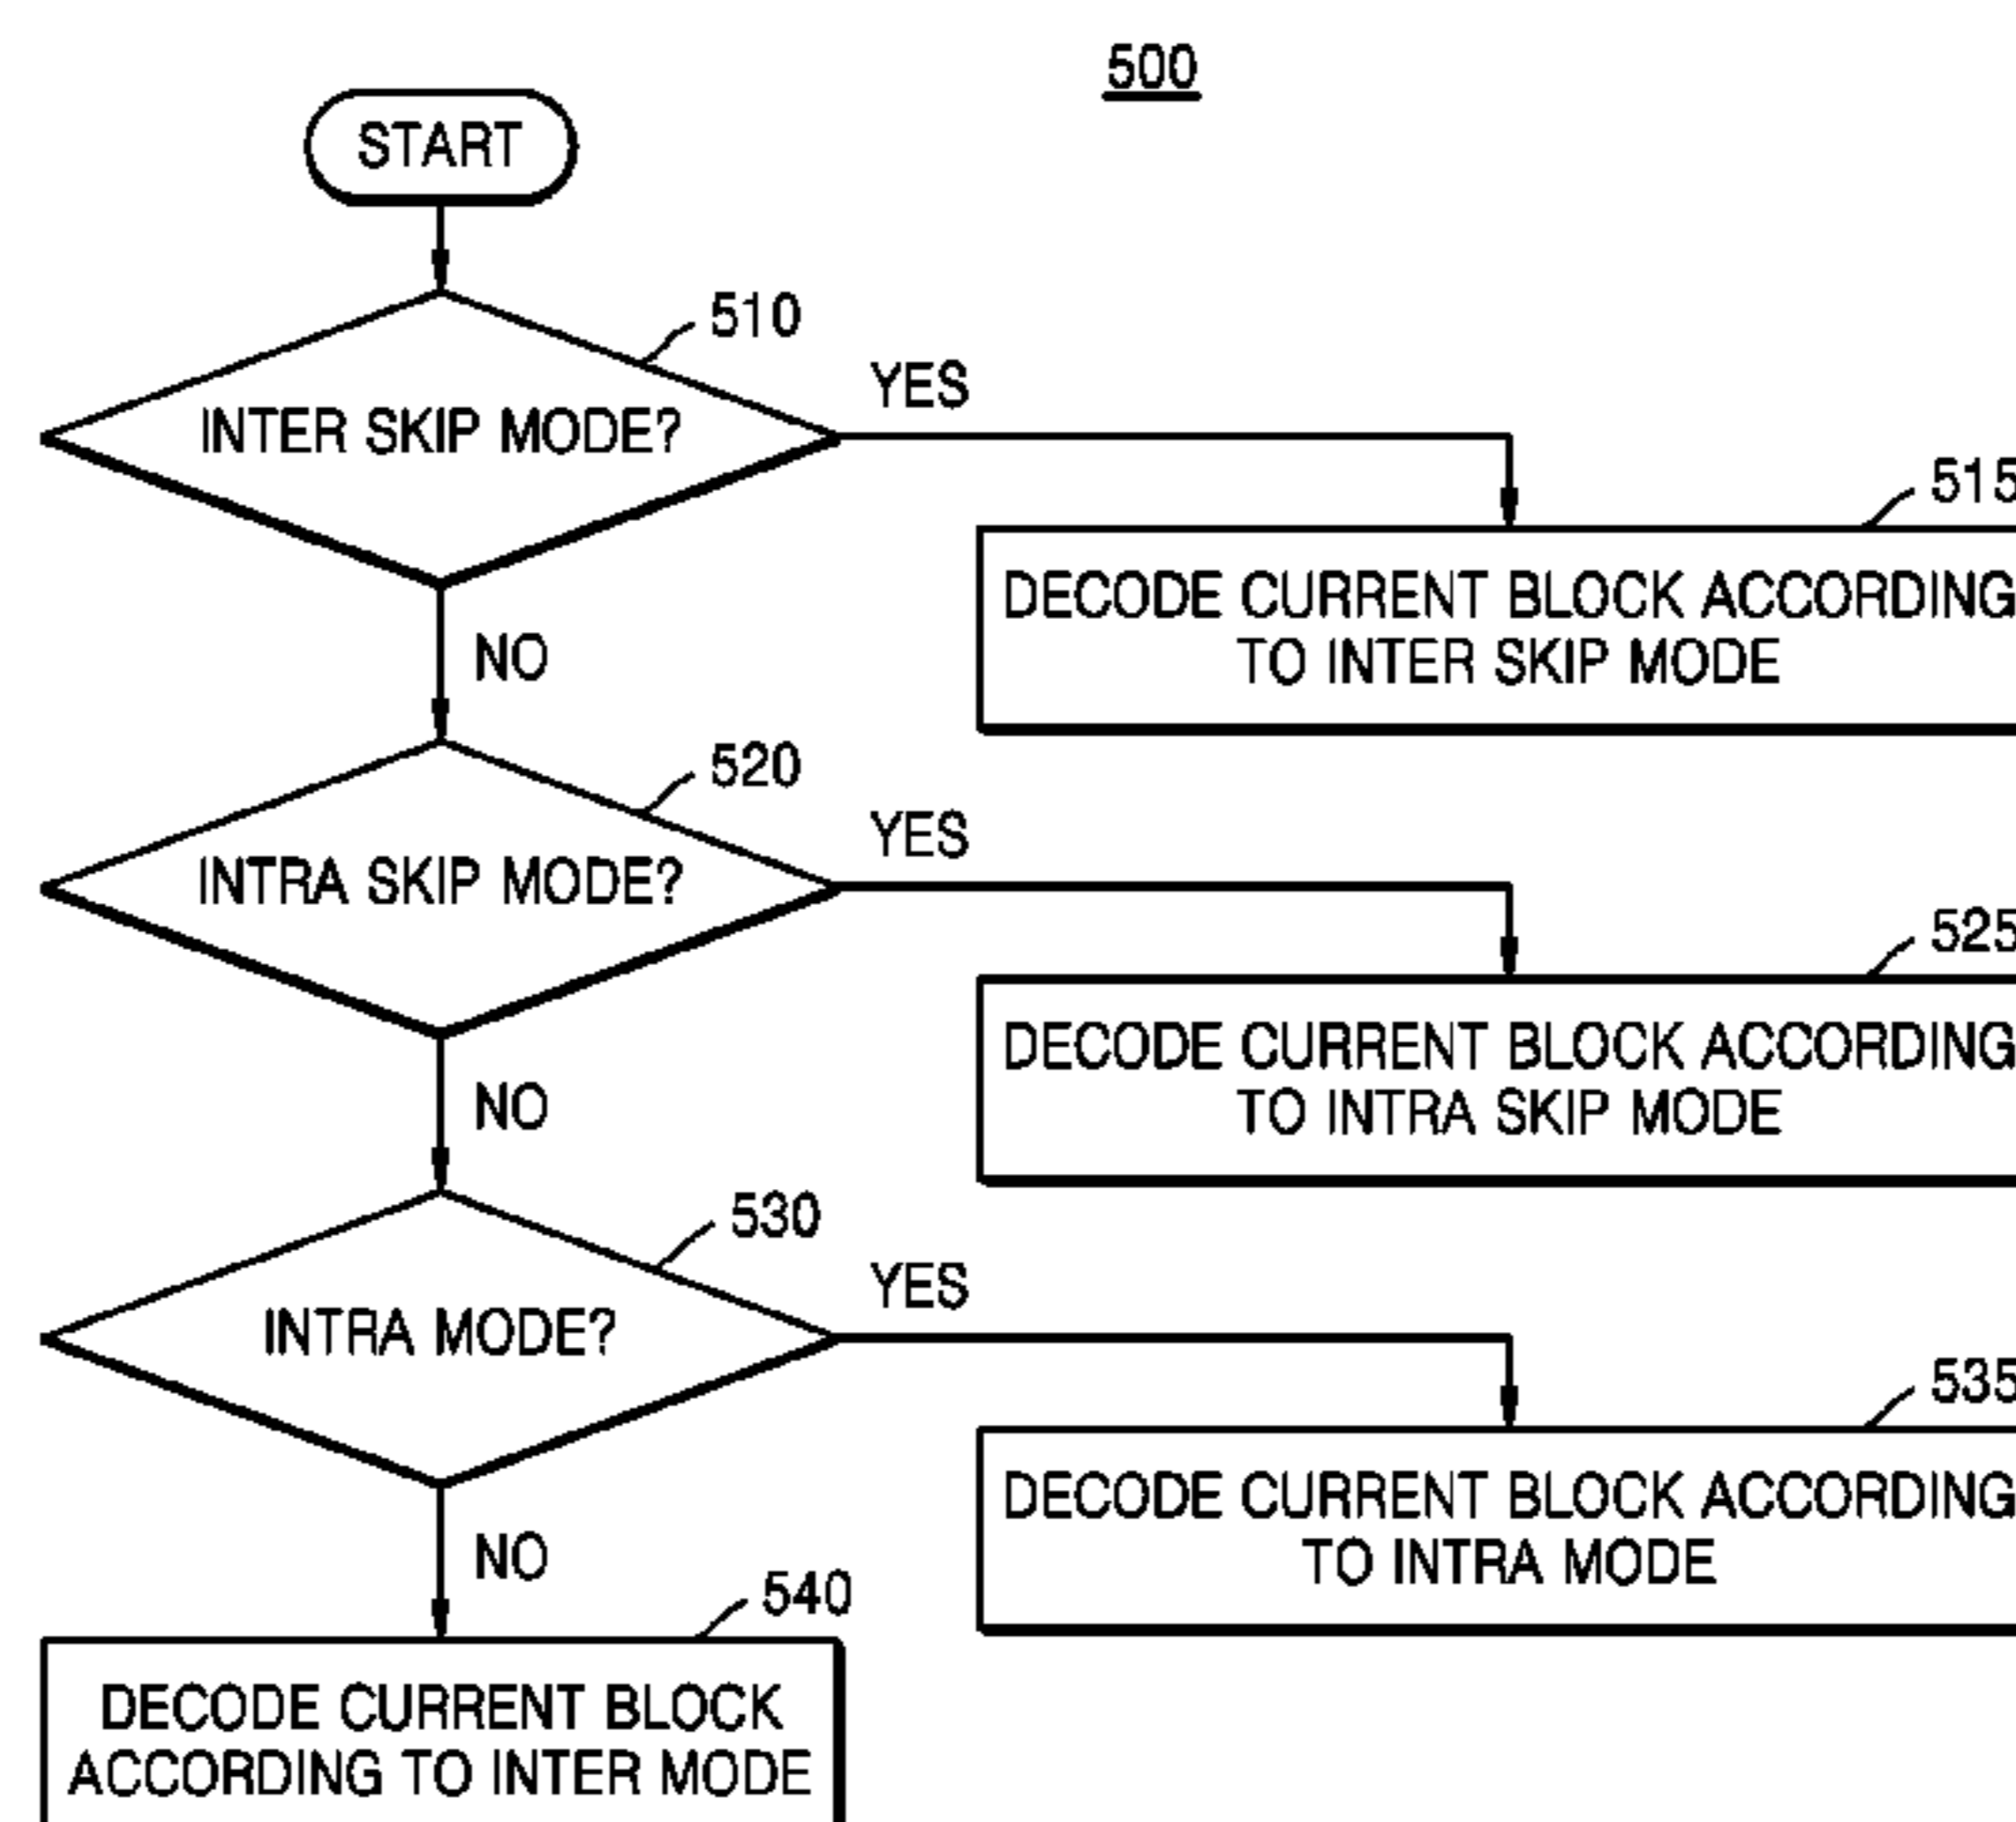 500
START
510
INTER SKIP MODE?
YES
515
DECODE CURRENT BLOCK ACCORDING
TO INTER SKIP MODE
NO
520
INTRA SKIP MODE?
YES
525
DECODE CURRENT BLOCK ACCORDING
TO INTRA SKIP MODE
NO
530
INTRA MODE?
YES
535
DECODE CURRENT BLOCK ACCORDING
TO INTRA MODE
NO
540
DECODE CURRENT BLOCK
ACCORDING TO INTER MODE